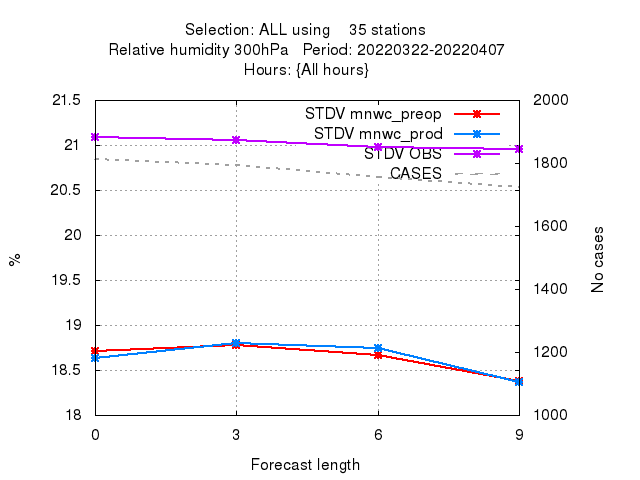 Selection: ALL using    35 stations
Relative humidity 300hPa   Period: 20220322-20220407
Hours: {All hours}
STDV mnwc_preop
STDV mnwc_prod
STDV OBS
CASES
21.5
21
20.5
20
19.5
19
18.5
18
2000
1800
1600
1400
1200
1000
%
No cases
0 3 6 9
Forecast length